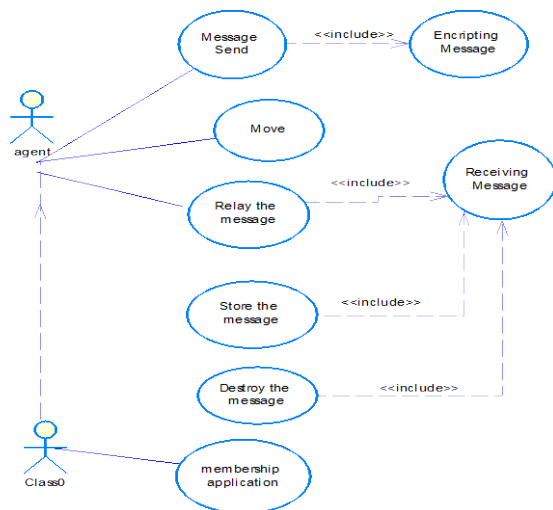 Message
Send
<<include>>
Encripting
Message
agent
Move
Relay the
message
<<include>>
Receiving
Message
Store the
message
<<include>>
Destroy the
message
<<include>>
Class0
membership
application